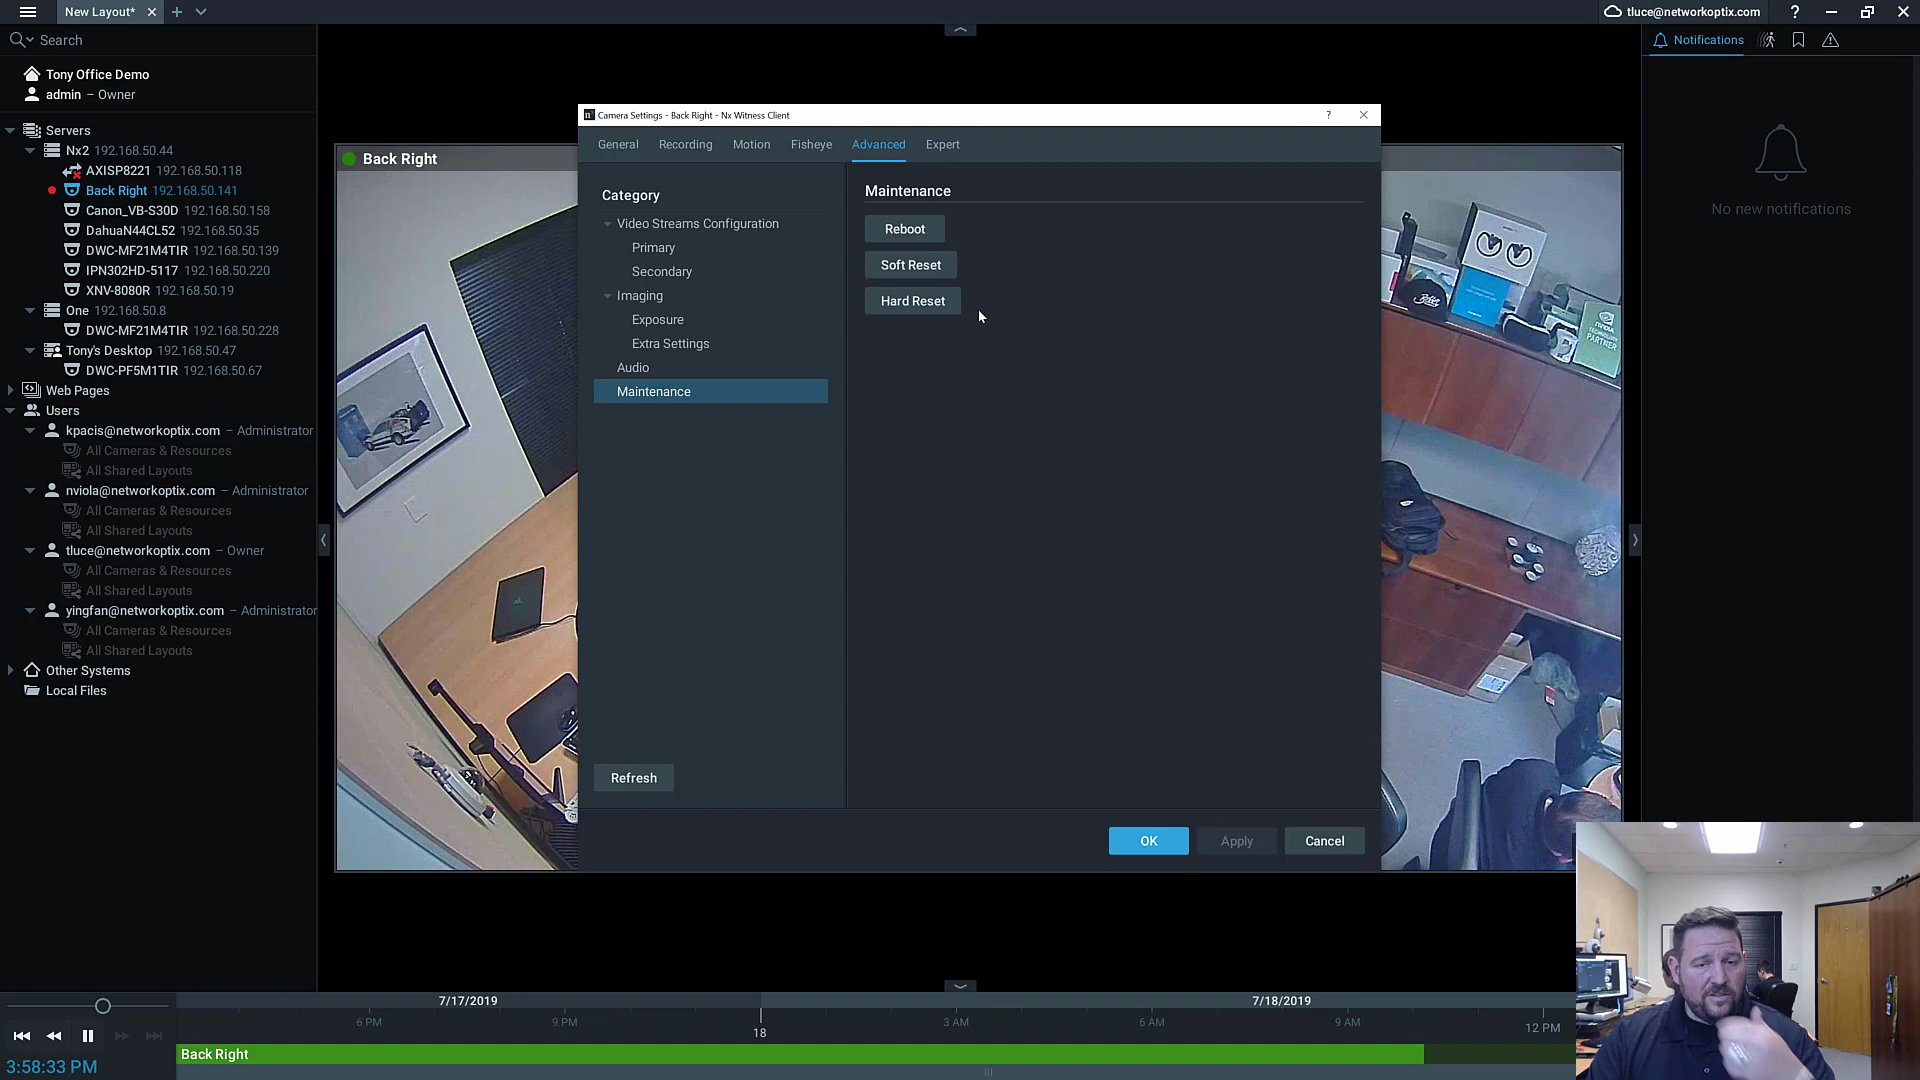 New Layout*
tluce@networkoptix.com
?
Search
Notifications
Tony Office Demo
admin – Owner
Servers
Nx2 192.168.50.44
AXISP8221 192.168.50.118
Back Right 192.168.50.141
Canon_VB-S30D 192.168.50.158
DahuaN44CL52 192.168.50.35
DWC-MF21M4TIR 192.168.50.139
IPN302HD-5117 192.168.50.220
XNV-8080R 192.168.50.19
One 192.168.50.8
DWC-MF21M4TIR 192.168.50.228
Tony's Desktop 192.168.50.47
DWC-PF5M1TIR 192.168.50.67
Web Pages
Users
kpacis@networkoptix.com – Administrator
All Cameras & Resources
All Shared Layouts
nviola@networkoptix.com – Administrator
All Cameras & Resources
All Shared Layouts
tluce@networkoptix.com – Owner
All Cameras & Resources
All Shared Layouts
yingfan@networkoptix.com – Administrator
All Cameras & Resources
All Shared Layouts
Other Systems
Local Files
Back Right
Camera Settings - Back Right - Nx Witness Client
?
General Recording Motion Fisheye Advanced Expert
Category
Video Streams Configuration
Primary
Secondary
Imaging
Exposure
Extra Settings
Audio
Maintenance
Refresh
Maintenance
Reboot
Soft Reset
Hard Reset
OK Apply Cancel
NVIDIA
PARTNER
No new notifications
7/17/2019 7/18/2019
6 PM 9 PM 18 3 AM 6 AM 9 AM 12 PM
Back Right
3:58:33 PM